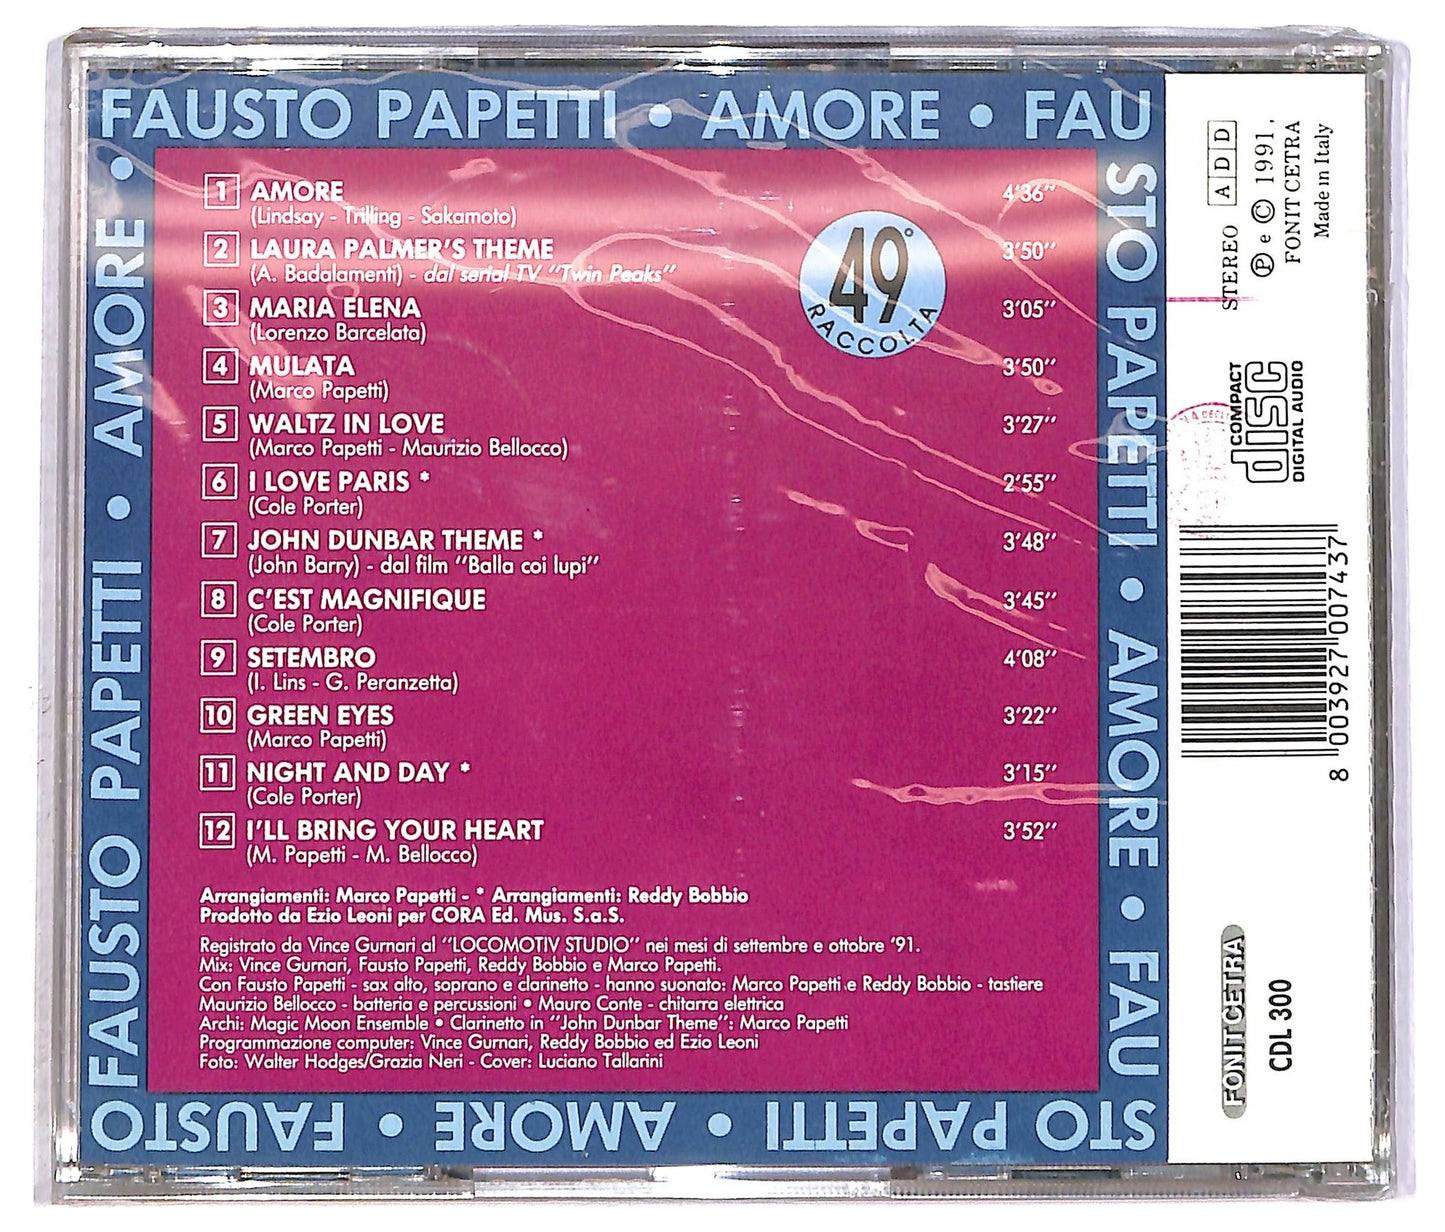 FAUSTO PAPETTI • AMORE • FAU
STO PAPETTI • AMORE • FAU
STO PAPETTI • AMORE • FAUSTO
FAUSTO PAPETTI • AMORE •
1 AMORE 4'36''
(Lindsay - Trilling - Sakamoto)
2 LAURA PALMER'S THEME 3'50''
(A. Badalamenti) - dal serial TV "Twin Peaks"
3 MARIA ELENA 3'05''
(Lorenzo Barcelata)
4 MULATA 3'50''
(Marco Papetti)
5 WALTZ IN LOVE 3'27''
(Marco Papetti - Maurizio Bellocco)
6 I LOVE PARIS * 2'55''
(Cole Porter)
7 JOHN DUNBAR THEME * 3'48''
(John Barry) - dal film "Balla coi lupi"
8 C'EST MAGNIFIQUE 3'45''
(Cole Porter)
9 SETEMBRO 4'08''
(I. Lins - G. Peranzetta)
10 GREEN EYES 3'22''
(Marco Papetti)
11 NIGHT AND DAY * 3'15''
(Cole Porter)
12 I'LL BRING YOUR HEART 3'52''
(M. Papetti - M. Bellocco)
49°
RACCOLTA
Arrangiamenti: Marco Papetti - * Arrangiamenti: Reddy Bobbio
Prodotto da Ezio Leoni per CORA Ed. Mus. S.a.S.
Registrato da Vince Gurnari al "LOCOMOTIV STUDIO" nei mesi di settembre e ottobre '91.
Mix: Vince Gurnari, Fausto Papetti, Reddy Bobbio e Marco Papetti.
Con Fausto Papetti - sax alto, soprano e clarinetto - hanno suonato: Marco Papetti e Reddy Bobbio - tastiere
Maurizio Bellocco - batteria e percussioni • Mauro Conte - chitarra elettrica
Archi: Magic Moon Ensemble • Clarinetto in "John Dunbar Theme": Marco Papetti
Programmazione computer: Vince Gurnari, Reddy Bobbio ed Ezio Leoni
Foto: Walter Hodges/Grazia Neri - Cover: Luciano Tallarini
STEREO A D D
℗ e © 1991,
FONIT CETRA
Made in Italy
COMPACT
disc
DIGITAL AUDIO
8 003927 007437
FONIT CETRA
CDL 300